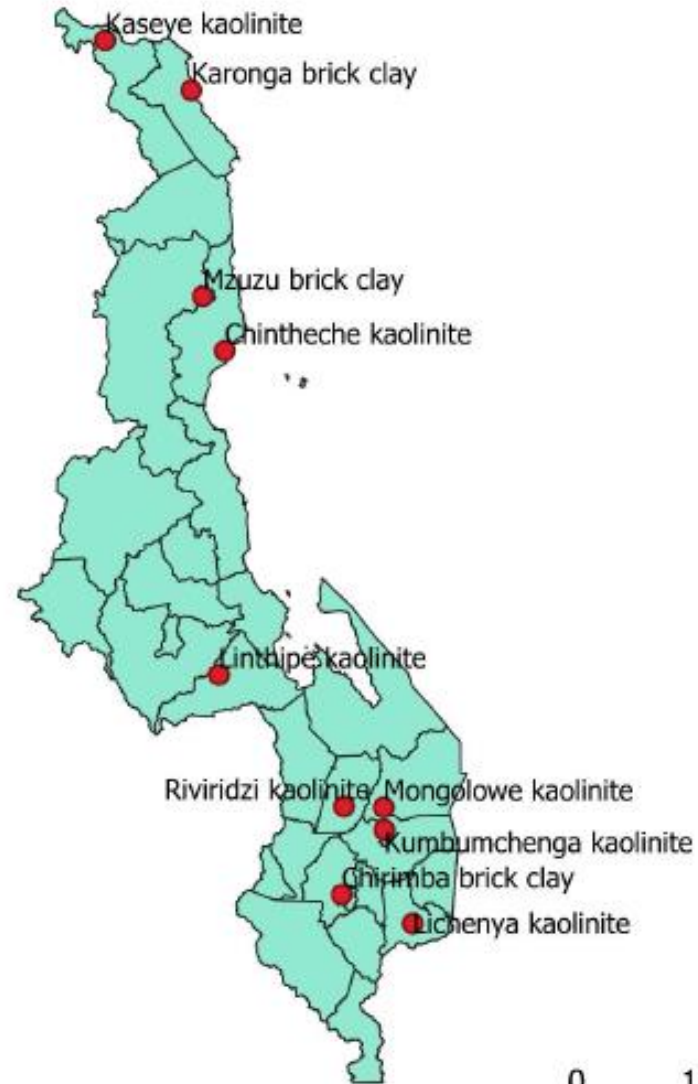 Kaseye kaolinite
Karonga brick clay
Mzuzu brick clay
Chintheche kaolinite
Linthipe kaolinite
Riviridzi kaolinite
Mongolowe kaolinite
Kumbumchenga kaolinite
Chirimba brick clay
Lichenya kaolinite
0 1